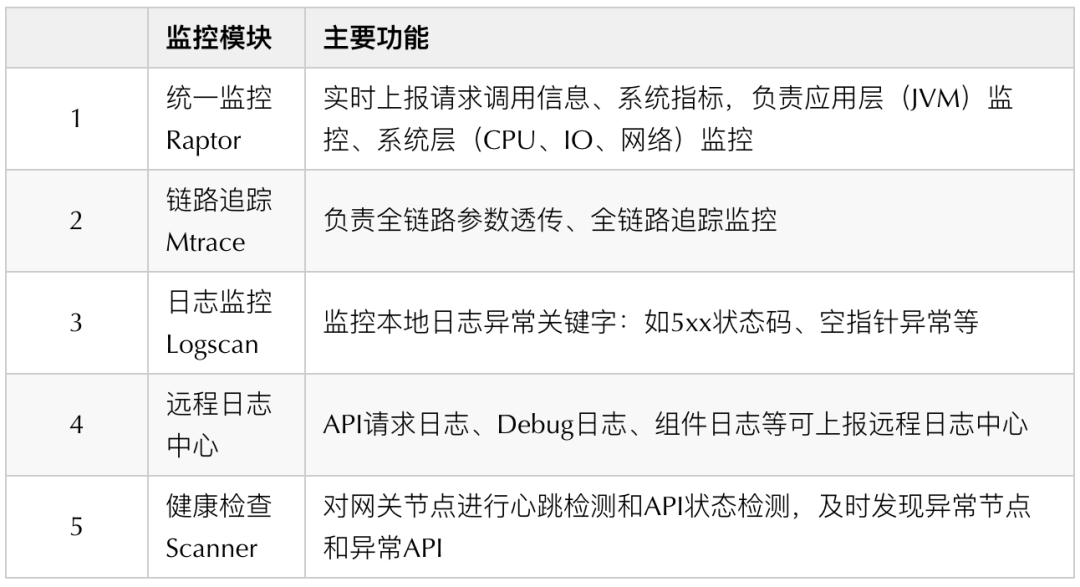 监控模块 主要功能
1
统一监控
Raptor
实时上报请求调用信息、系统指标，负责应用层（JVM）监
控、系统层（CPU、IO、网络）监控
2
链路追踪
Mtrace
负责全链路参数透传、全链路追踪监控
3
日志监控
Logscan
监控本地日志异常关键字：如5xx状态码、空指针异常等
4
远程日志
中心
API请求日志、Debug日志、组件日志等可上报远程日志中心
5
健康检查
Scanner
对网关节点进行心跳检测和API状态检测，及时发现异常节点
和异常API